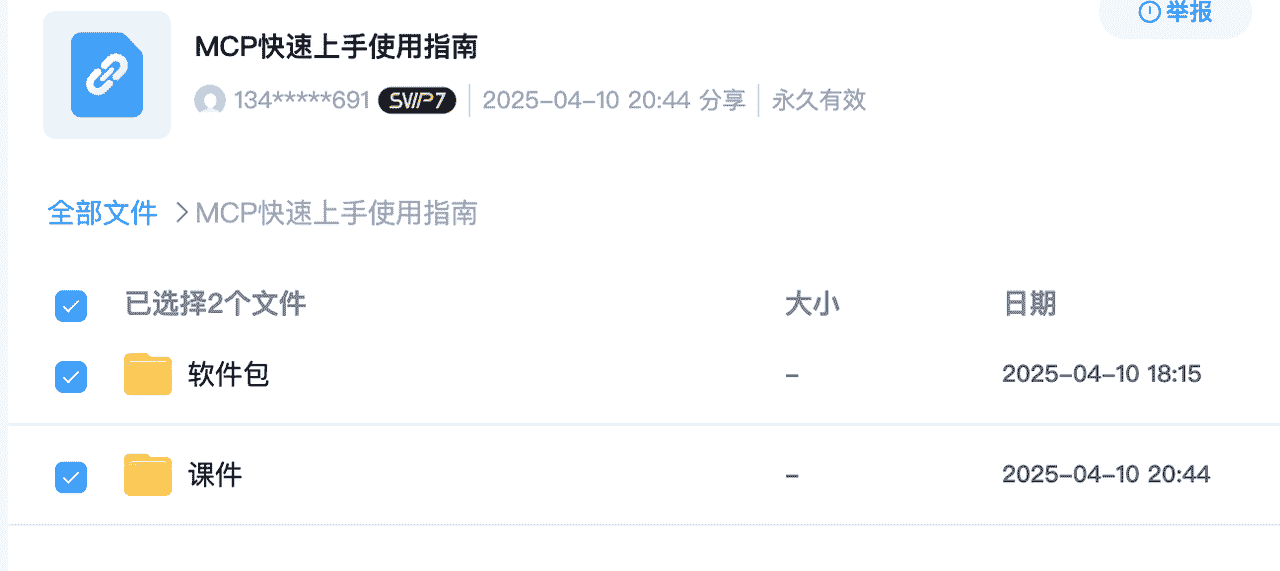 举报
MCP快速上手使用指南
134*****691 SVIP7 2025-04-10 20:44 分享 永久有效
全部文件 >MCP快速上手使用指南
已选择2个文件 大小 日期
软件包 - 2025-04-10 18:15
课件 - 2025-04-10 20:44